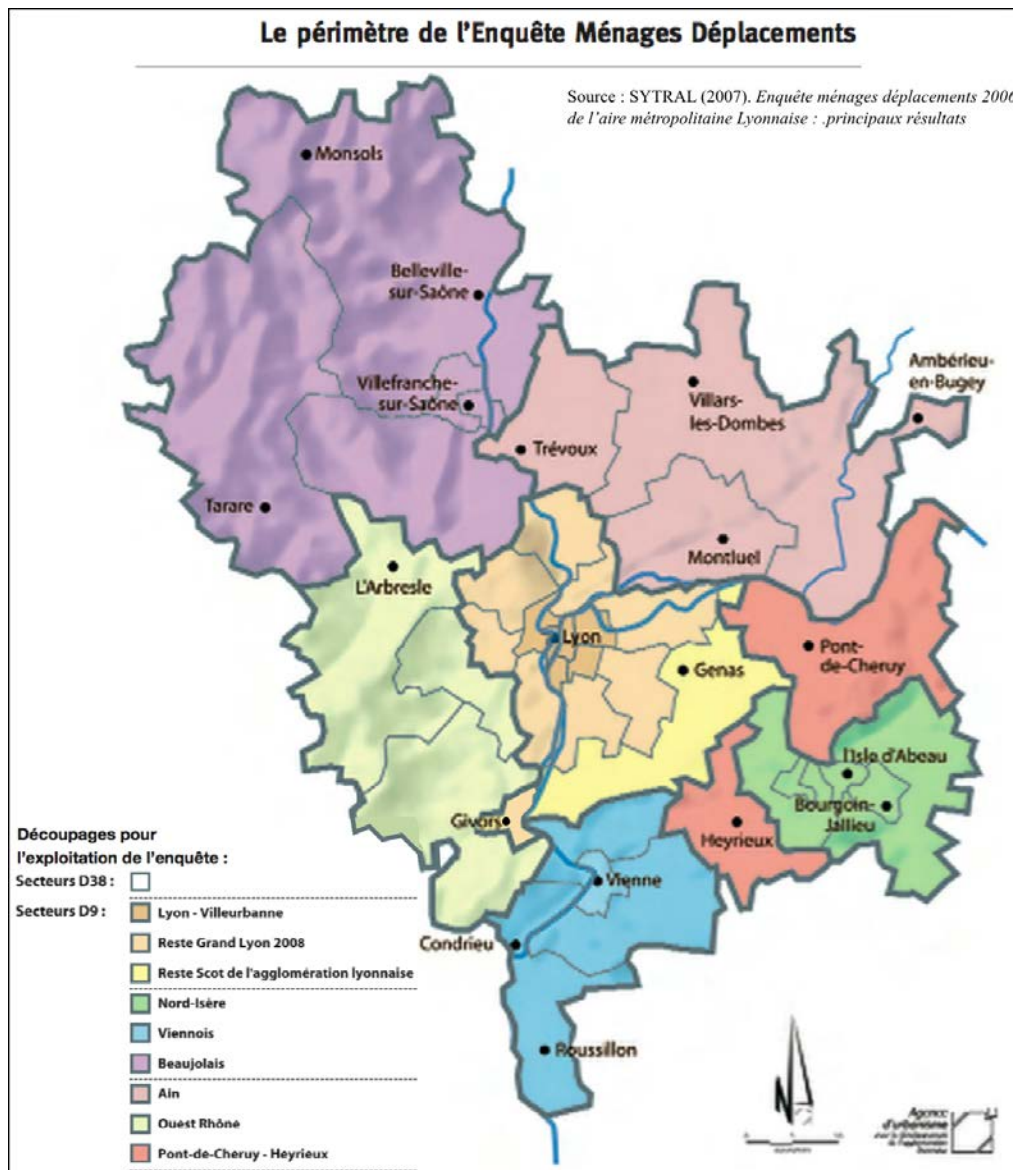 Le périmètre de l'Enquête Ménages Déplacements
Source : SYTRAL (2007). Enquête ménages déplacements 2006
de l'aire métropolitaine Lyonnaise : .principaux résultats
Monsols
Belleville-
sur-Saône
Ambérieu-
en-Bugey
Villefranche-
sur-Saône
Villars-
les-Dombes
Trévoux
Tarare
Montluel
L'Arbresle
Lyon
Pont-
de-Cheruy
Genas
l'Isle d'Abeau
Bourgoin-
Jallieu
Givors
Heyrieux
Vienne
Condrieu
Roussillon
Découpages pour
l'exploitation de l'enquête :
Secteurs D38 :
Secteurs D9 :
Lyon - Villeurbanne
Reste Grand Lyon 2008
Reste Scot de l'agglomération lyonnaise
Nord-Isère
Viennois
Beaujolais
Ain
Ouest Rhône
Pont-de-Cheruy - Heyrieux
N
Agence
d'urbanisme